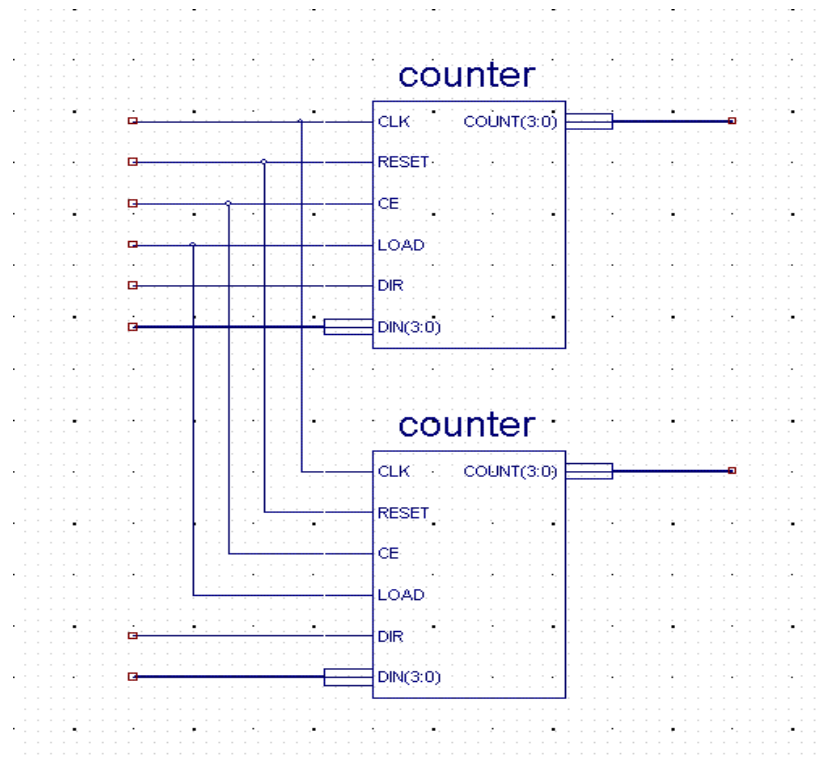 counter
CLK COUNT(3:0)
RESET
CE
LOAD
DIR
DIN(3:0)
counter
CLK COUNT(3:0)
RESET
CE
LOAD
DIR
DIN(3:0)